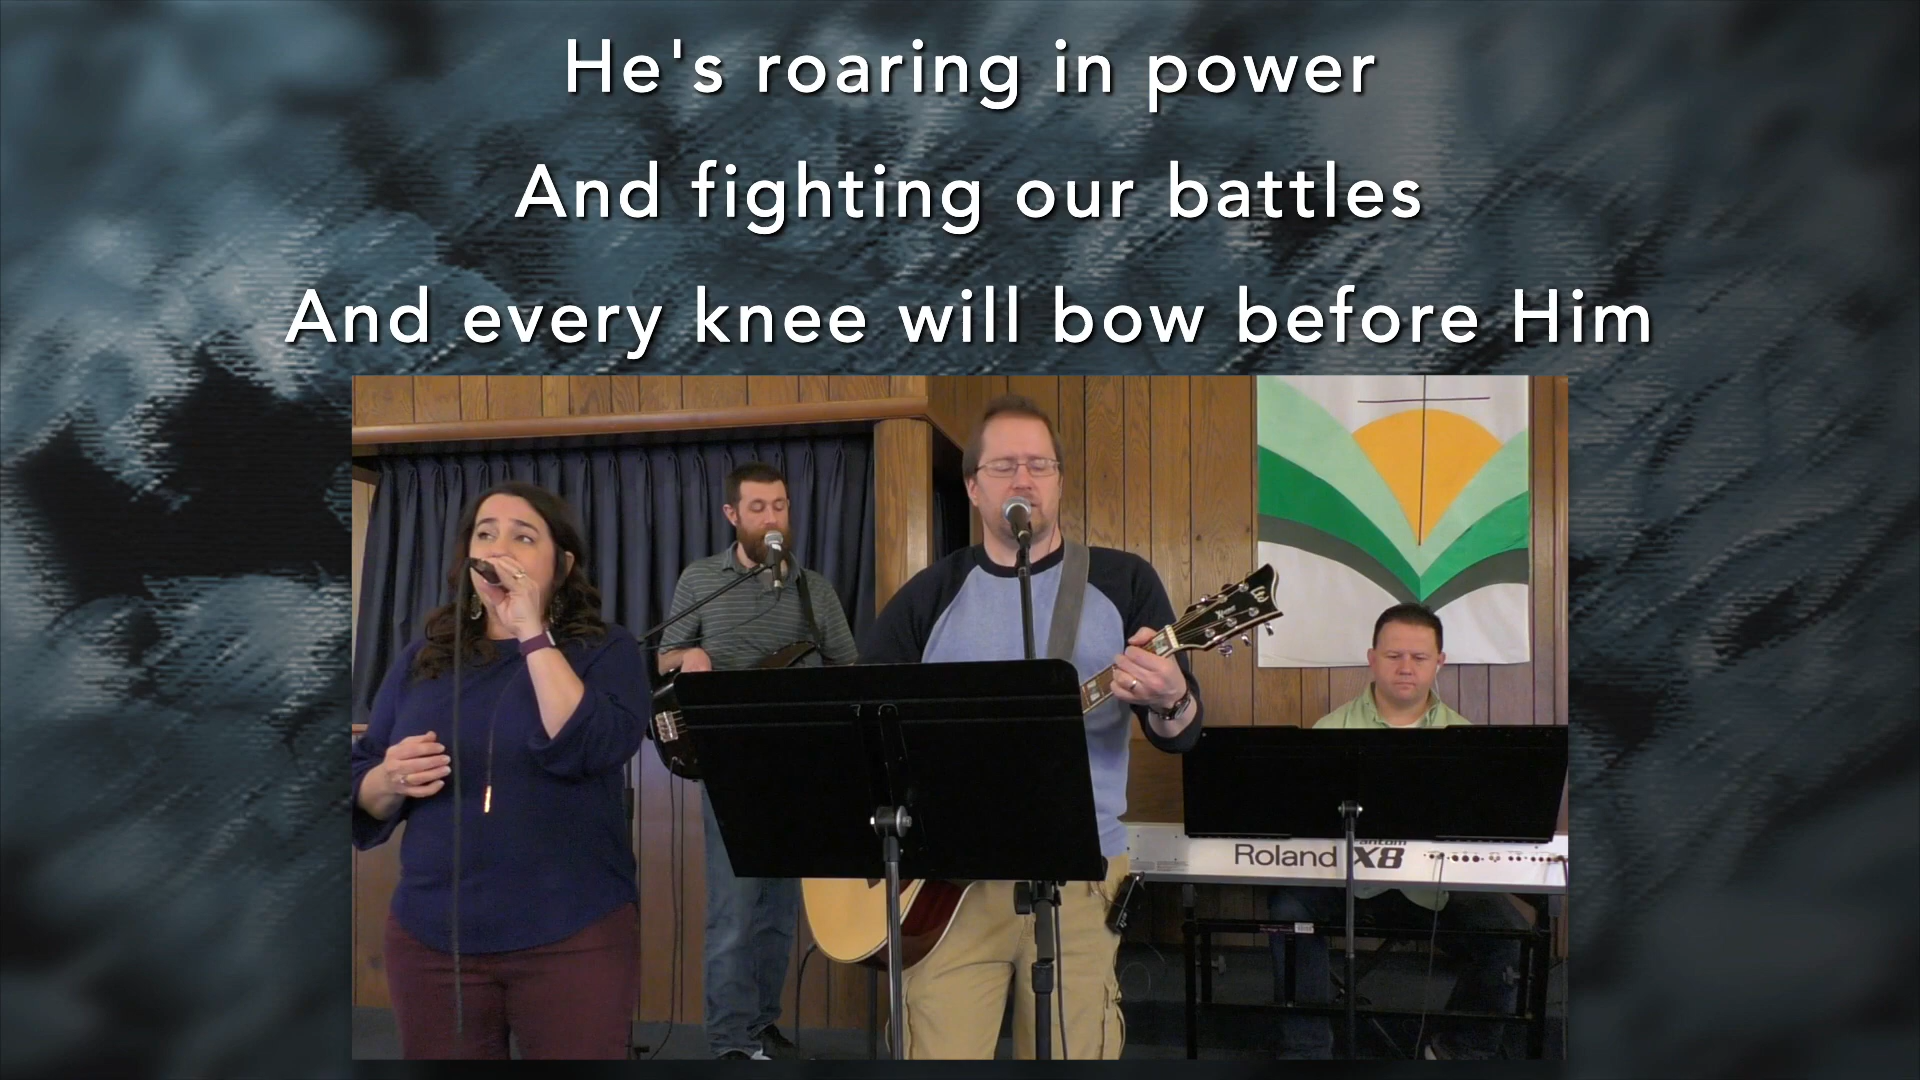 He's roaring in power
And fighting our battles
And every knee will bow before Him
Roland
X8